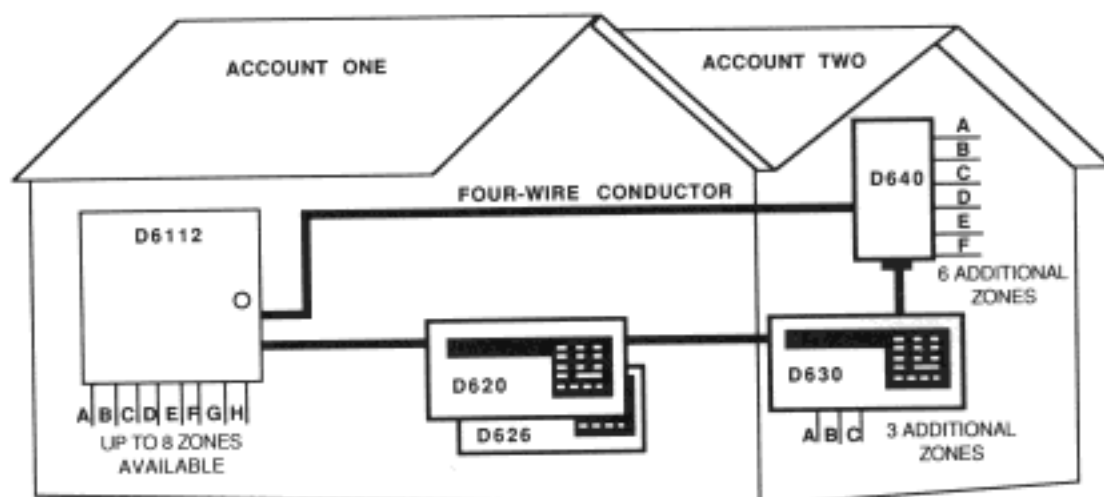 ACCOUNT ONE
ACCOUNT TWO
FOUR-WIRE CONDUCTOR
D6112
D640
A
B
C
D
E
F
6 ADDITIONAL
ZONES
D620
D626
D630
A B C D E F G H
UP TO 8 ZONES
AVAILABLE
A B C
3 ADDITIONAL
ZONES